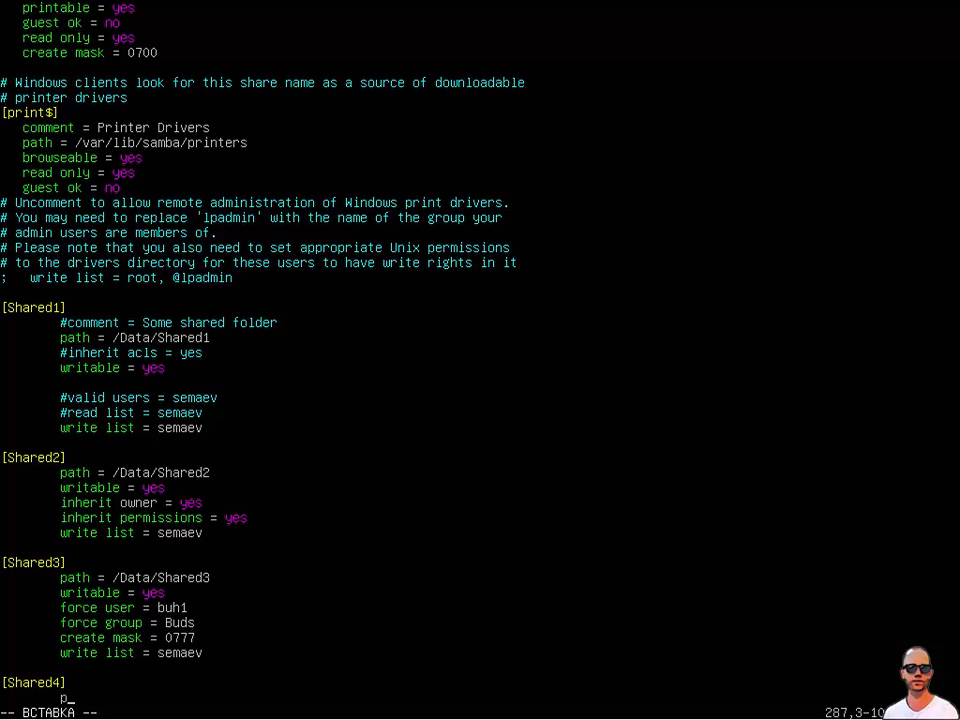 printable = yes
guest ok = no
read only = yes
create mask = 0700
# Windows clients look for this share name as a source of downloadable
# printer drivers
[print$]
comment = Printer Drivers
path = /var/lib/samba/printers
browseable = yes
read only = yes
guest ok = no
# Uncomment to allow remote administration of Windows print drivers.
# You may need to replace 'lpadmin' with the name of the group your
# admin users are members of.
# Please note that you also need to set appropriate Unix permissions
# to the drivers directory for these users to have write rights in it
;   write list = root, @lpadmin
[Shared1]
#comment = Some shared folder
path = /Data/Shared1
#inherit acls = yes
writable = yes
#valid users = semaev
#read list = semaev
write list = semaev
[Shared2]
path = /Data/Shared2
writable = yes
inherit owner = yes
inherit permissions = yes
write list = semaev
[Shared3]
path = /Data/Shared3
writable = yes
force user = buh1
force group = Buds
create mask = 0777
write list = semaev
[Shared4]
p_
-- ВСТАВКА -- 287,3-10